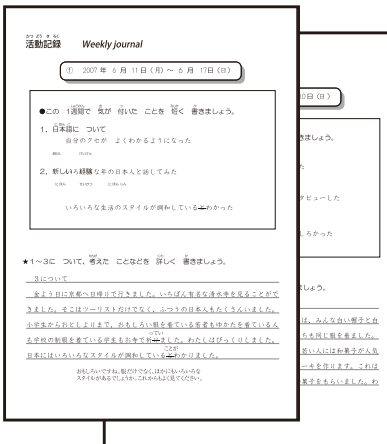 活動記録 Weekly journal
① 2007年 6月 11日(月)～ 6月 17日(日)
●この 1週間で 気が 付いた ことを 短く 書きましょう。
1．日本語に ついて
自分のクセが よくわかるようになった
2．新しい経験
いろいろな年の日本人と話してみた
いろいろな生活のスタイルが調和している
わかった
★1～3に ついて、考えた ことなどを 詳しく 書きましょう。
3について
金よう日に京都へ日帰りで行きました。いちばん有名な清水寺を見ることがで
きました。そこはツーリストだけでなく、ふつうの日本人もたくさんいました。
小学生からおとしよりまで、おもしろい服を着ている若者もゆかたを着ている人
も学校の制服を着ている学生もお寺で祈
ってい
ました。わたしはびっくりしました。
ことが
日本にはいろいろなスタイルが調和している
わかりました。
おもしろいですね。服だけでなく、ほかにもいろいろな
スタイルがあるでしょうか。これからもよく見てください。
0日（日）
きましょう。
た
デビューした
しろかった
ましょう。
は、みんな白い帽子と白
ちも同じ服を着ました。
若い人には和菓子が人気
ーキを作ります。これは
菓子をもらいました。わ